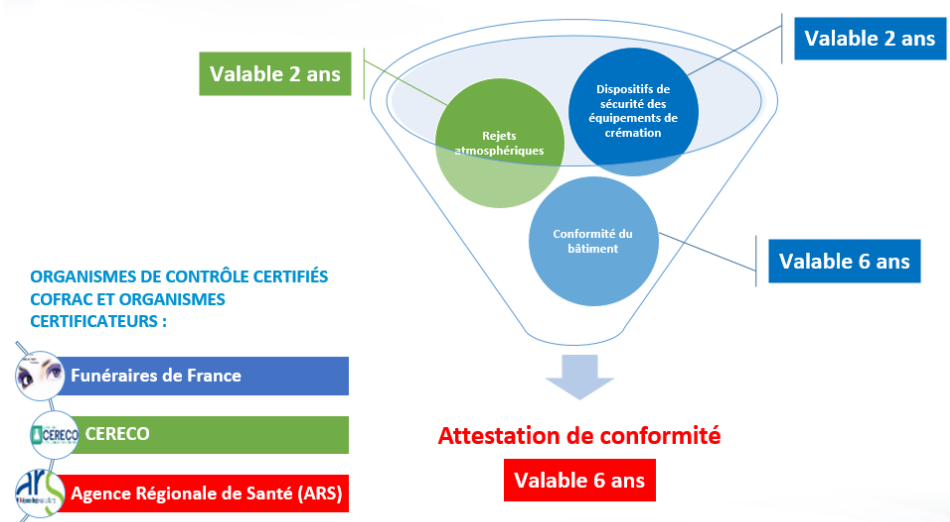 Valable 2 ans
Valable 2 ans
Dispositifs de
sécurité des
équipements de
crémation
Rejets
atmosphériques
Conformité du
bâtiment
Valable 6 ans
ORGANISMES DE CONTRÔLE CERTIFIÉS
COFRAC ET ORGANISMES
CERTIFICATEURS :
Funéraires de France
CERECO
CERECO
ars
Agence Régionale de Santé (ARS)
Attestation de conformité
Valable 6 ans